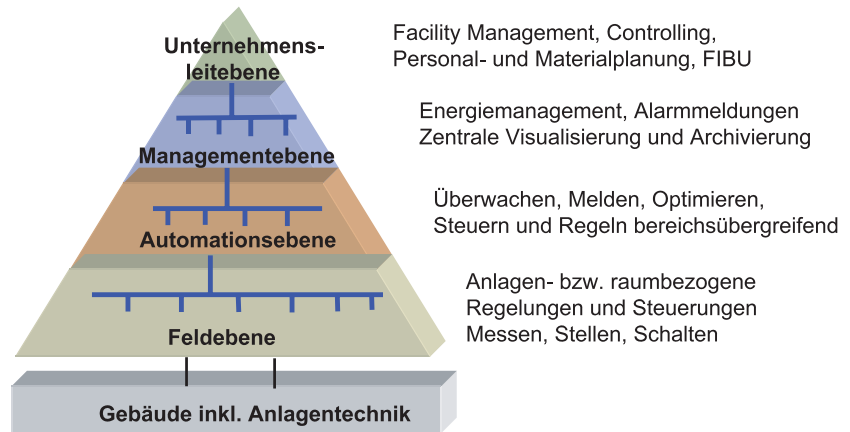 Unternehmens-
leitebene
Facility Management, Controlling,
Personal- und Materialplanung, FIBU
Managementebene
Energiemanagement, Alarmmeldungen
Zentrale Visualisierung und Archivierung
Automationsebene
Überwachen, Melden, Optimieren,
Steuern und Regeln bereichsübergreifend
Feldebene
Anlagen- bzw. raumbezogene
Regelungen und Steuerungen
Messen, Stellen, Schalten
Gebäude inkl. Anlagentechnik